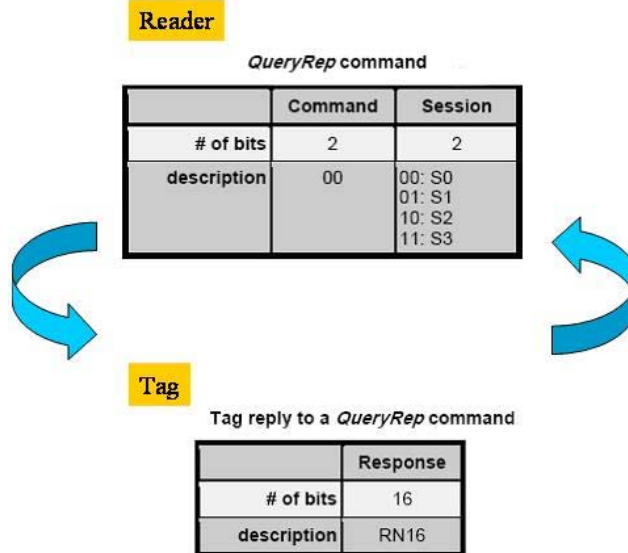 Reader
QueryRep command
Command Session
# of bits 2 2
description 00 00: S0
01: S1
10: S2
11: S3
Tag
Tag reply to a QueryRep command
Response
# of bits 16
description RN16